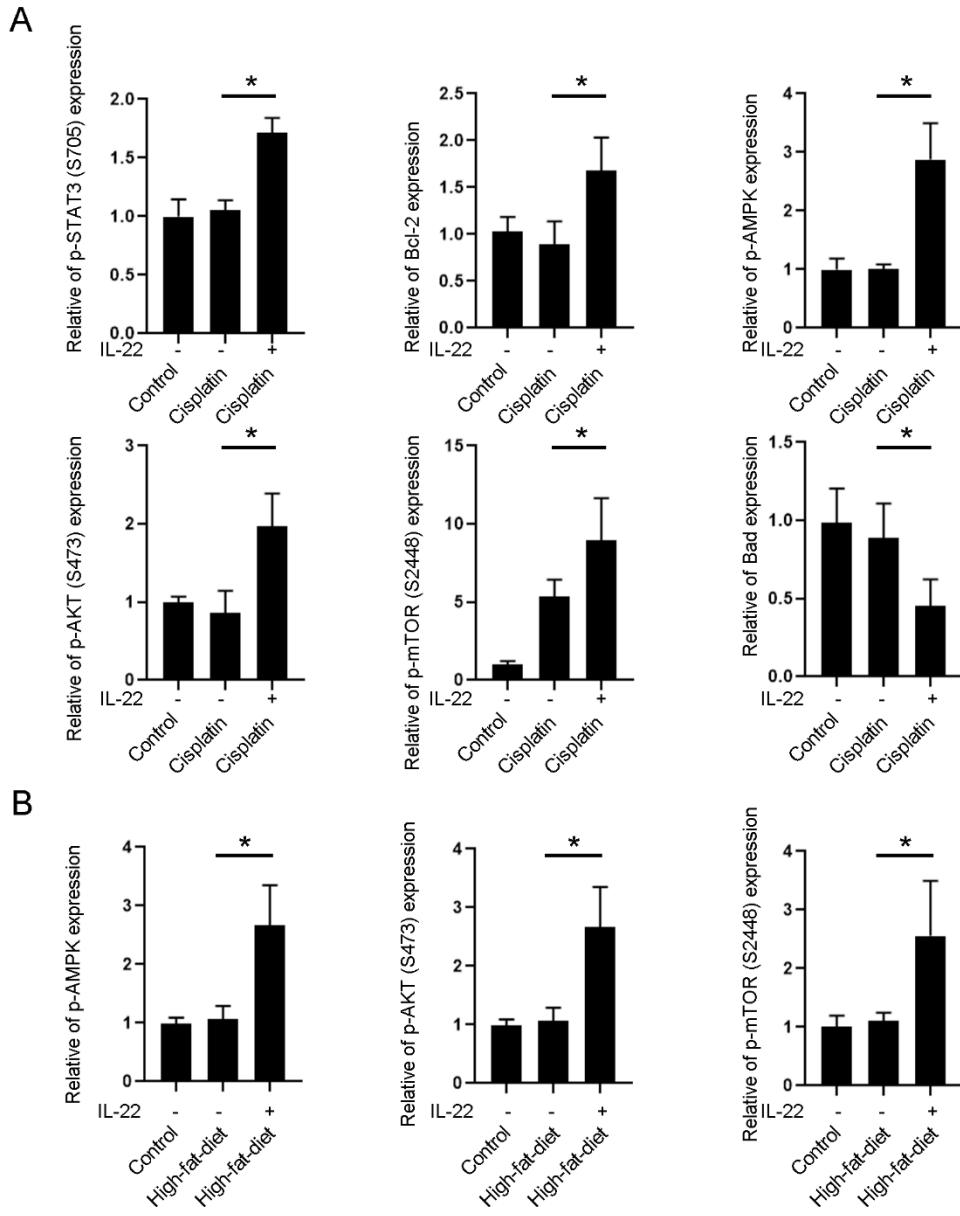 A
Relative of p-STAT3 (S705) expression
2.0
1.5
1.0
0.5
0.0
*
IL-22 - - +
Control
Cisplatin
Cisplatin
Relative of Bcl-2 expression
2.5
2.0
1.5
1.0
0.5
0.0
*
IL-22 - - +
Control
Cisplatin
Cisplatin
Relative of p-AMPK expression
4
3
2
1
0
*
IL-22 - - +
Control
Cisplatin
Cisplatin
Relative of p-AKT (S473) expression
3
2
1
0
*
IL-22 - - +
Control
Cisplatin
Cisplatin
Relative of p-mTOR (S2448) expression
15
10
5
0
*
IL-22 - - +
Control
Cisplatin
Cisplatin
Relative of Bad expression
1.5
1.0
0.5
0.0
*
IL-22 - - +
Control
Cisplatin
Cisplatin
B
Relative of p-AMPK expression
4
3
2
1
0
*
IL-22 - - +
Control
High-fat-diet
High-fat-diet
Relative of p-AKT (S473) expression
4
3
2
1
0
*
IL-22 - - +
Control
High-fat-diet
High-fat-diet
Relative of p-mTOR (S2448) expression
4
3
2
1
0
*
IL-22 - - +
Control
High-fat-diet
High-fat-diet